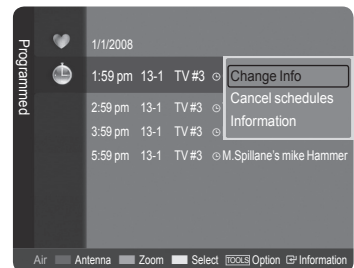 Programmed
1/1/2008
1:59 pm 13-1 TV #3
Change Info
Cancel schedules
Information
2:59 pm 13-1 TV #3
3:59 pm 13-1 TV #3
5:59 pm 13-1 TV #3 M.Spillane's mike Hammer
Air Antenna Zoom Select TOOLS Option Information